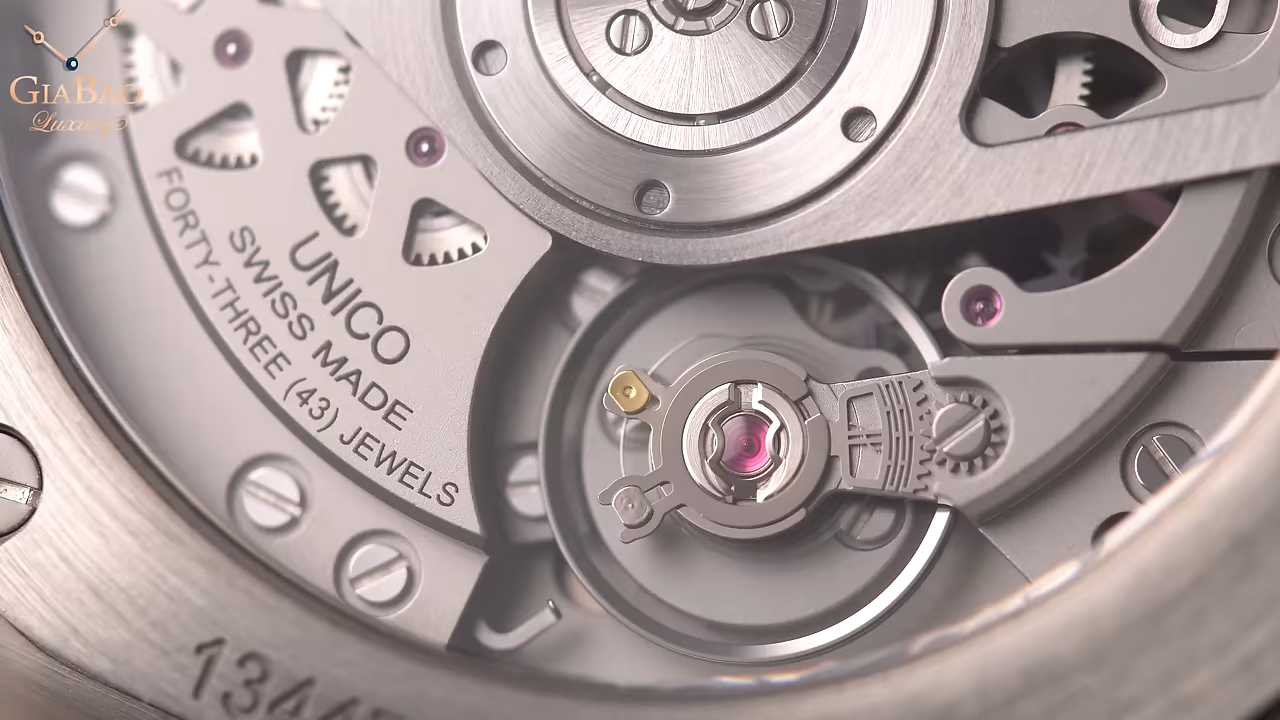 GIABAO
Luxury
UNICO
SWISS MADE
FORTY-THREE (43) JEWELS